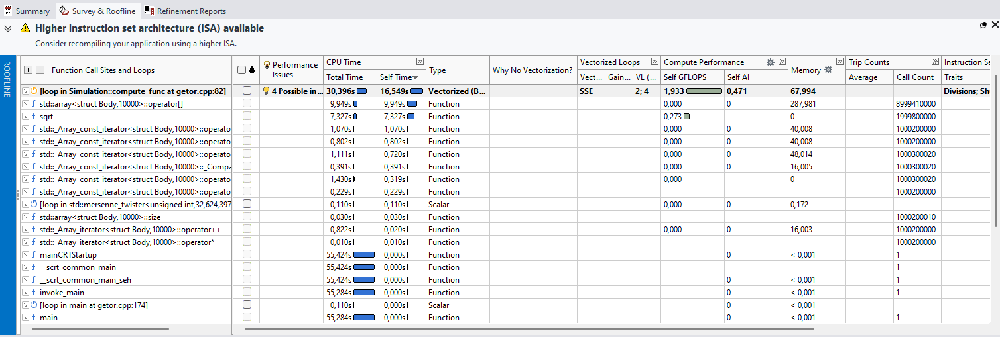 Summary Survey & Roofline Refinement Reports
Higher instruction set architecture (ISA) available
Consider recompiling your application using a higher ISA.
ROOFLINE
+ − Function Call Sites and Loops Performance Issues CPU Time Type Why No Vectorization? Vectorized Loops Compute Performance Memory Trip Counts Instruction Se
Total Time Self Time Vect... Gain... VL (... Self GFLOPS Self AI Average Call Count Traits
[loop in Simulation::compute_func at getor.cpp:82] 4 Possible in... 30,396s 16,549s Vectorized (B... SSE 2; 4 1,933 0,471 67,994 Divisions; Sh
std::array<struct Body,10000>::operator[] 9,949s 9,949s Function 0,000 0 287,981 8999410000
sqrt 7,327s 7,327s Function 0,273 0 1999800000
std::_Array_const_iterator<struct Body,10000>::operato 1,070s 1,070s Function 0,000 0 40,008 1000200000
std::_Array_const_iterator<struct Body,10000>::operato 0,802s 0,802s Function 0,000 0 40,008 1000200000
std::_Array_const_iterator<struct Body,10000>::operato 1,111s 0,720s Function 0,000 0 48,014 1000300020
std::_Array_const_iterator<struct Body,10000>::_Compa 0,391s 0,391s Function 0,000 0 16,005 1000300020
std::_Array_const_iterator<struct Body,10000>::operato 1,430s 0,319s Function 0,000 0 1000300020
std::_Array_const_iterator<struct Body,10000>::operato 0,229s 0,229s Function 1000200000
[loop in std::mersenne_twister<unsigned int,32,624,397 0,110s 0,110s Scalar 0,000 0 0,172
std::array<struct Body,10000>::size 0,030s 0,030s Function 1000200010
std::_Array_iterator<struct Body,10000>::operator++ 0,822s 0,020s Function 0,000 0 16,003 1000200000
std::_Array_iterator<struct Body,10000>::operator* 0,010s 0,010s Function 1000200000
mainCRTStartup 55,424s 0,000s Function 0 < 0,001 1
__scrt_common_main 55,424s 0,000s Function 1
__scrt_common_main_seh 55,424s 0,000s Function 0 < 0,001 1
invoke_main 55,284s 0,000s Function 0 < 0,001 1
[loop in main at getor.cpp:174] 0,110s 0,000s Scalar 0 < 0,001
main 55,284s 0,000s Function 0 < 0,001 1